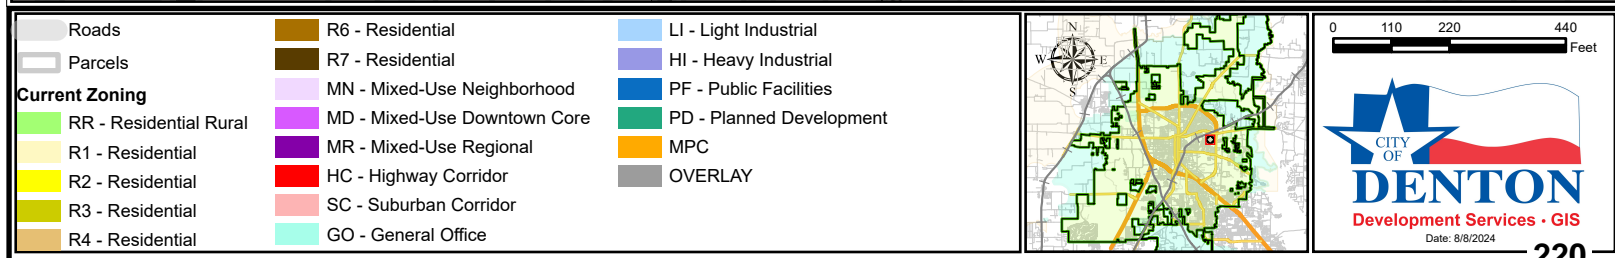 Roads
Parcels
Current Zoning
RR - Residential Rural
R1 - Residential
R2 - Residential
R3 - Residential
R4 - Residential
R6 - Residential
R7 - Residential
MN - Mixed-Use Neighborhood
MD - Mixed-Use Downtown Core
MR - Mixed-Use Regional
HC - Highway Corridor
SC - Suburban Corridor
GO - General Office
LI - Light Industrial
HI - Heavy Industrial
PF - Public Facilities
PD - Planned Development
MPC
OVERLAY
N
W E
S
0 110 220 440
Feet
CITY
OF
DENTON
Development Services • GIS
Date: 8/8/2024
220